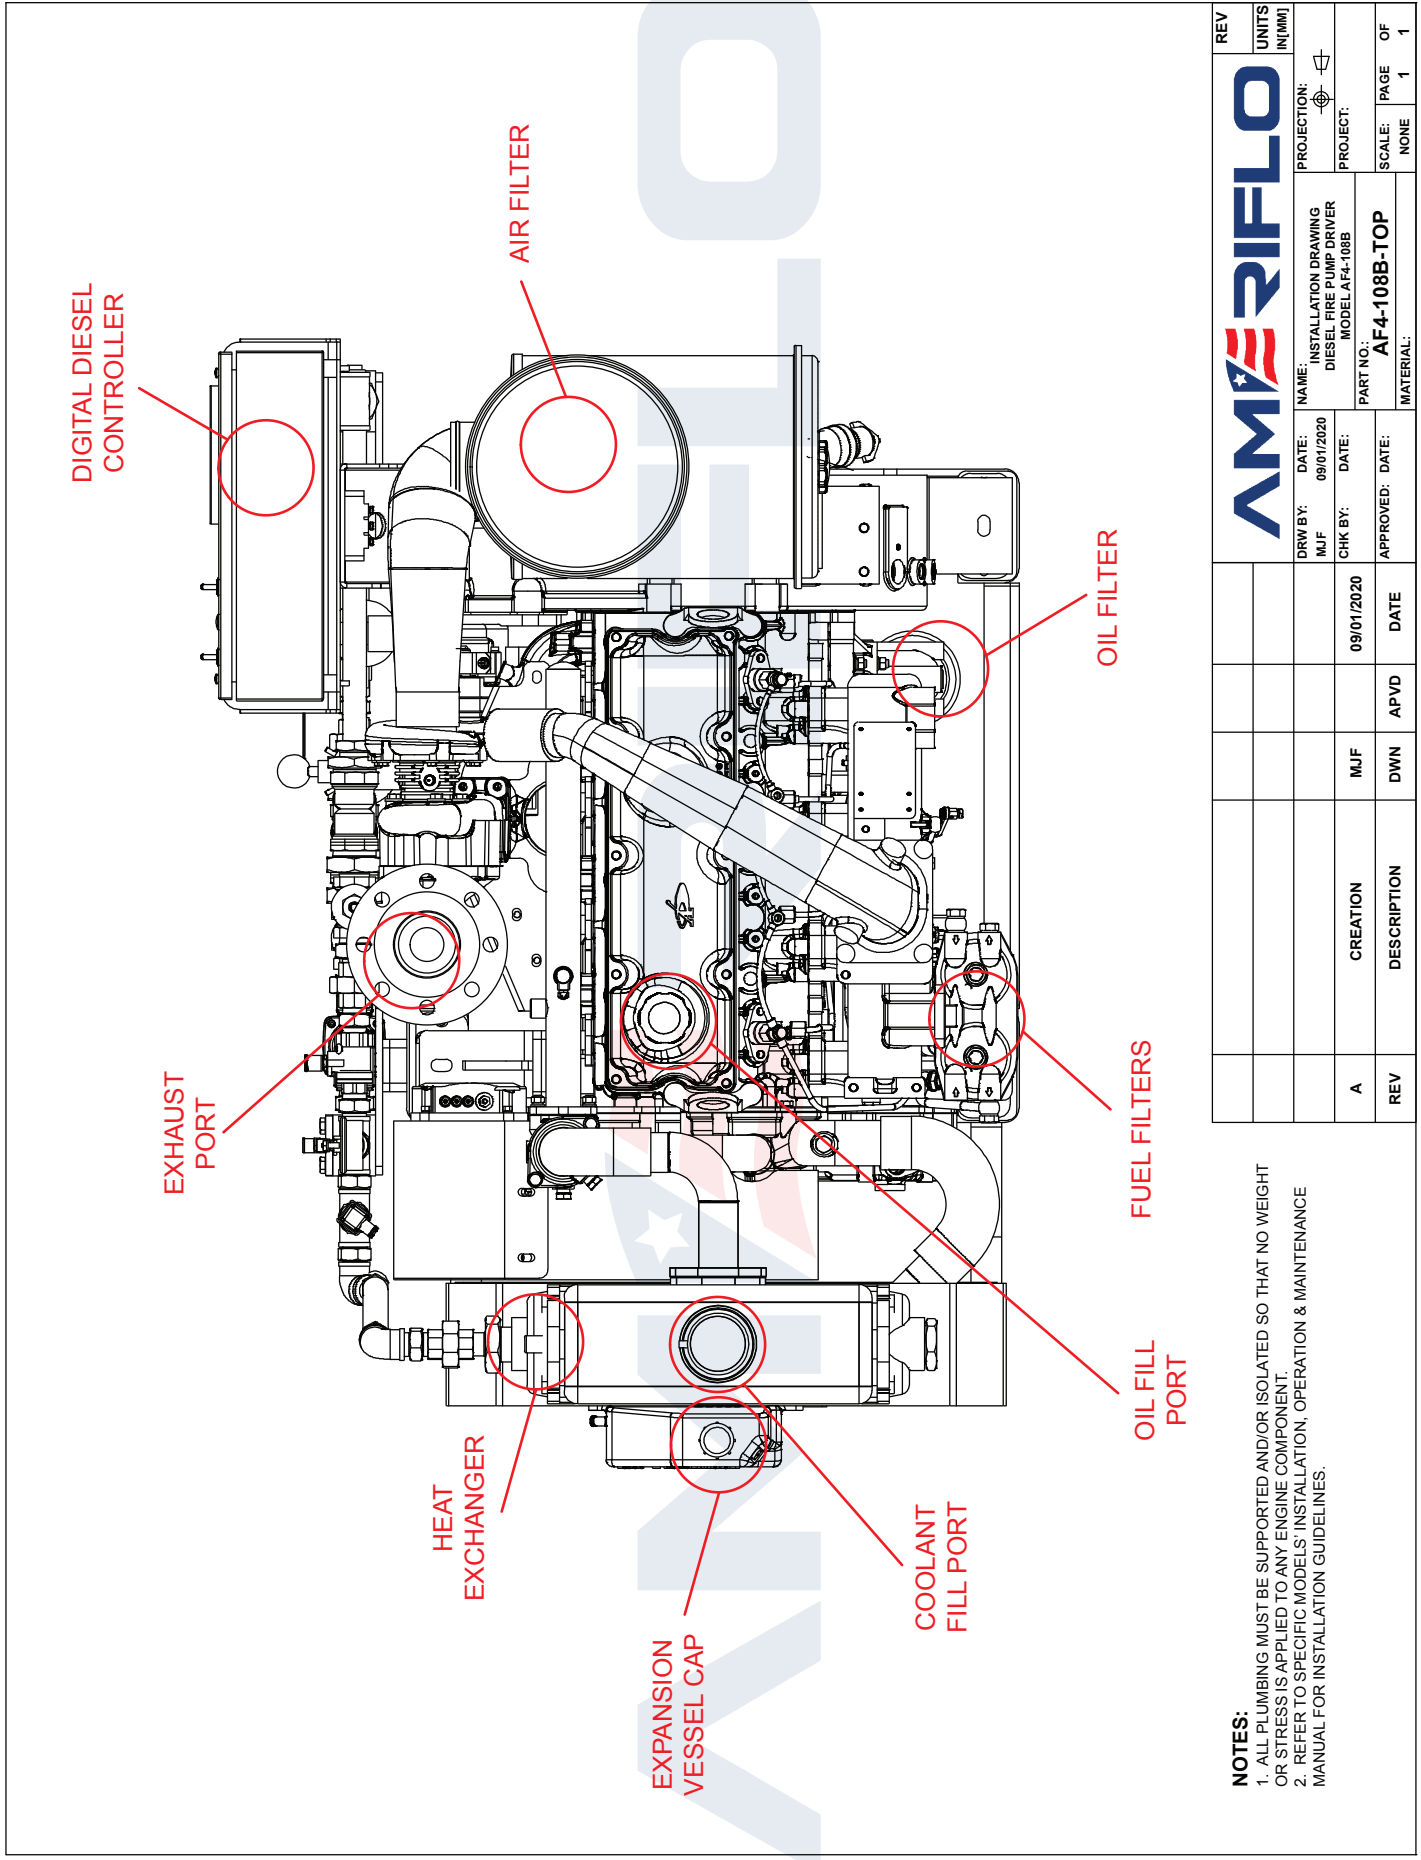 DIGITAL DIESEL
CONTROLLER
AIR FILTER
EXHAUST
PORT
OIL FILTER
HEAT
EXCHANGER
FUEL FILTERS
EXPANSION
VESSEL CAP
COOLANT
FILL PORT
OIL FILL
PORT
NOTES:
1. ALL PLUMBING MUST BE SUPPORTED AND/OR ISOLATED SO THAT NO WEIGHT
OR STRESS IS APPLIED TO ANY ENGINE COMPONENT.
2. REFER TO SPECIFIC MODELS' INSTALLATION, OPERATION & MAINTENANCE
MANUAL FOR INSTALLATION GUIDELINES.
A CREATION MJF 09/01/2020
REV DESCRIPTION DWN APVD DATE
AMERIFLO
REV
UNITS
IN[MM]
DRW BY: DATE:
MJF 09/01/2020
CHK BY: DATE:
APPROVED: DATE:
NAME: INSTALLATION DRAWING
DIESEL FIRE PUMP DRIVER
MODEL AF4-108B
PART NO.:
AF4-108B-TOP
MATERIAL:
PROJECTION:
PROJECT:
SCALE: PAGE OF
NONE 1 1
AMERIFLO